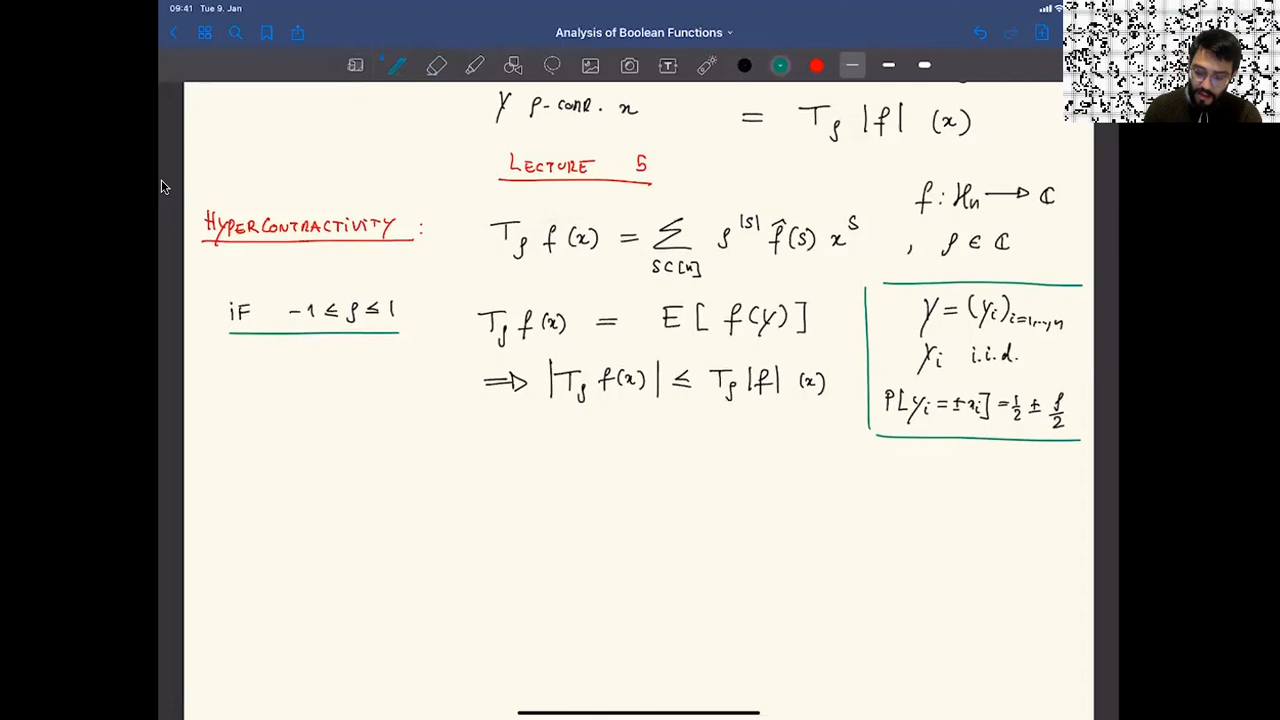 09:41 Tue 9. Jan
Analysis of Boolean Functions
Y ρ-corr. x
= T_ρ |f| (x)
LECTURE 5
f : H_n → ℂ
HYPERCONTRACTIVITY :
T_ρ f(x) = ∑_{S⊂[n]} ρ^{|S|} f̂(S) x^S , ρ ∈ ℂ
iF -1 ≤ ρ ≤ 1
T_ρ f(x) = E[ f(Y) ]
⟹ |T_ρ f(x)| ≤ T_ρ |f| (x)
Y = (y_i)_{i=1,...,n}
Y_i i.i.d.
P[y_i = ±x_i] = 1/2 ± ρ/2